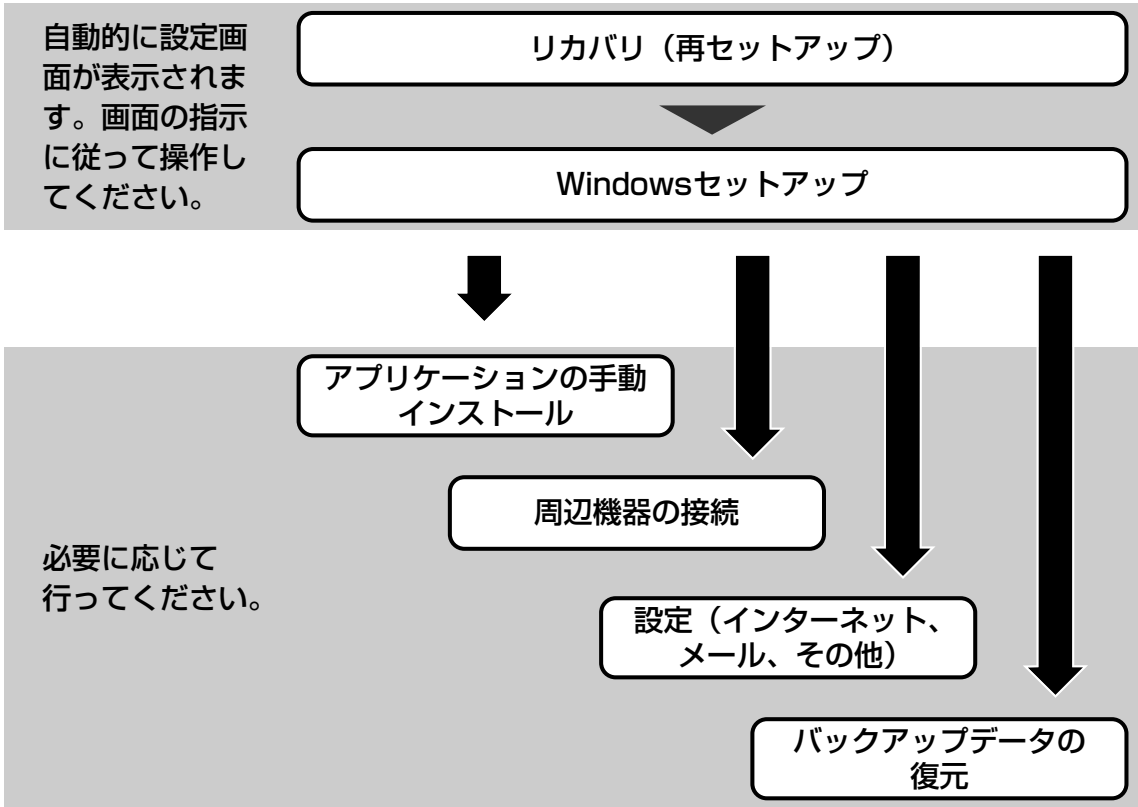 自動的に設定画
面が表示されま
す。画面の指示
に従って操作し
てください。
リカバリ（再セットアップ）
Windowsセットアップ
アプリケーションの手動
インストール
周辺機器の接続
必要に応じて
行ってください。
設定（インターネット、
メール、その他）
バックアップデータの
復元